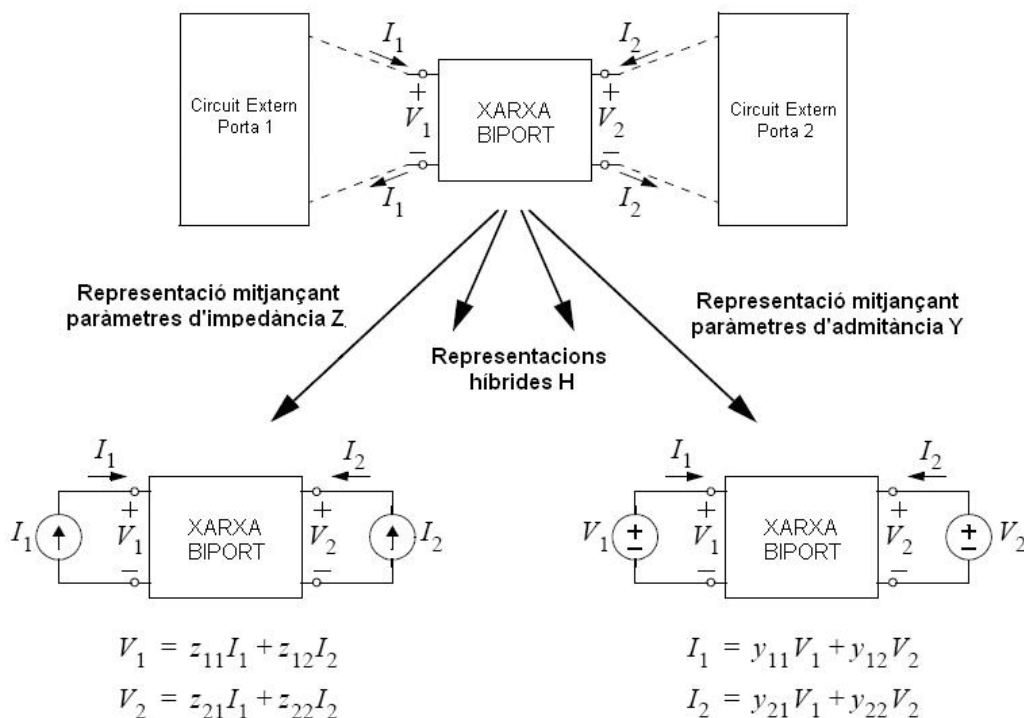 I1
I2
Circuit Extern
Porta 1
+
V1
−
XARXA
BIPORT
+
V2
−
Circuit Extern
Porta 2
I1
I2
Representació mitjançant
paràmetres d'impedància Z.
Representacions
híbrides H
Representació mitjançant
paràmetres d'admitància Y
I1
I2
I1
+
V1
−
XARXA
BIPORT
+
V2
−
I2
V1 = z11I1 + z12I2
V2 = z21I1 + z22I2
I1
I2
V1
+
−
+
V1
−
XARXA
BIPORT
+
V2
−
+
−
V2
I1 = y11V1 + y12V2
I2 = y21V1 + y22V2